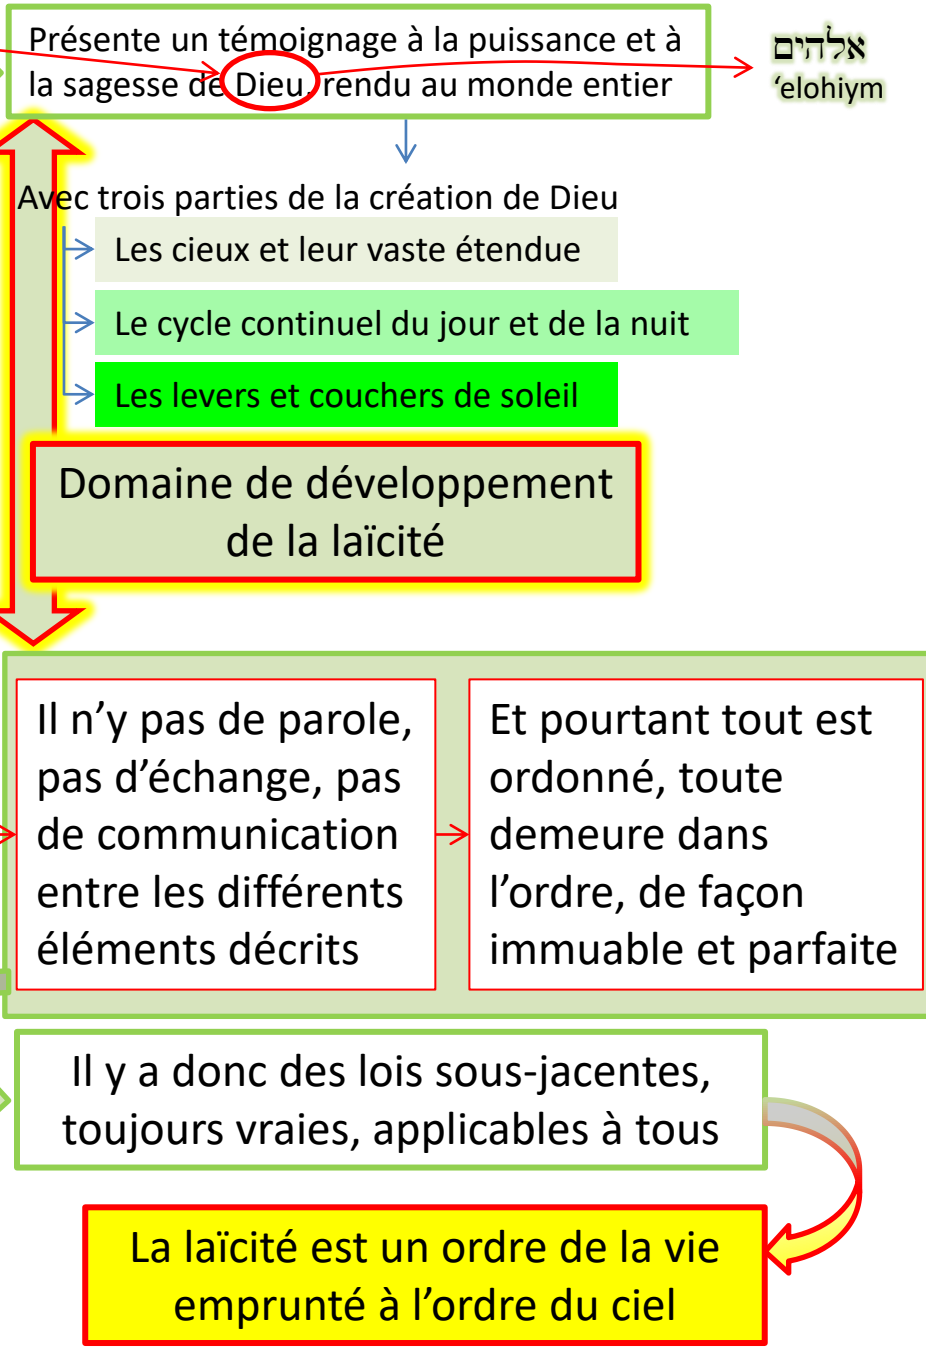 Présente un témoignage à la puissance et à
la sagesse de Dieu, rendu au monde entier
אלהים
‘elohiym
Avec trois parties de la création de Dieu
Les cieux et leur vaste étendue
Le cycle continuel du jour et de la nuit
Les levers et couchers de soleil
Domaine de développement
de la laïcité
Il n’y pas de parole,
pas d’échange, pas
de communication
entre les différents
éléments décrits
Et pourtant tout est
ordonné, toute
demeure dans
l’ordre, de façon
immuable et parfaite
Il y a donc des lois sous-jacentes,
toujours vraies, applicables à tous
La laïcité est un ordre de la vie
emprunté à l’ordre du ciel